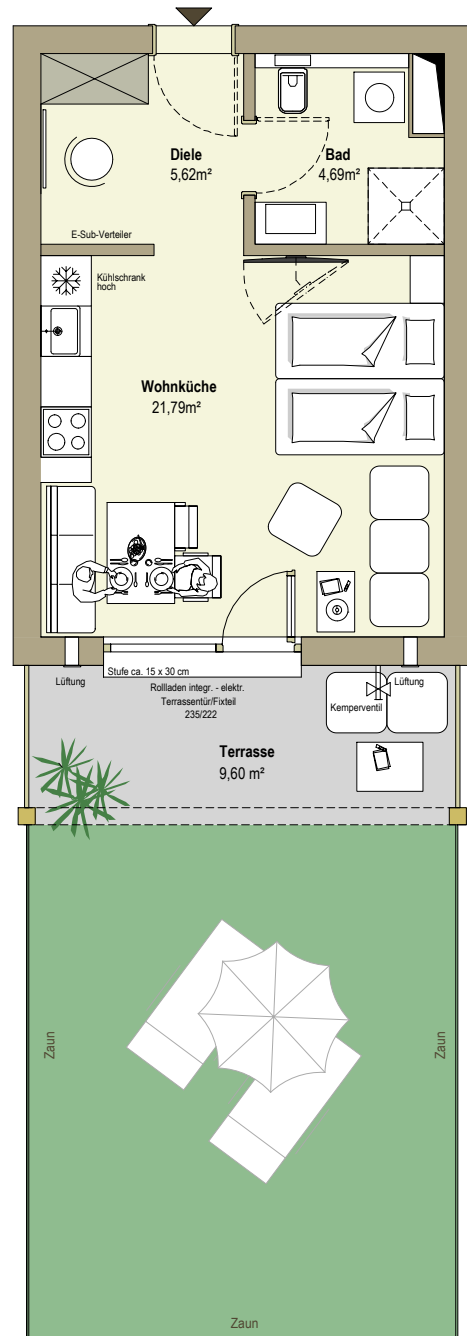 Diele
5,62m²
Bad
4,69m²
E-Sub-Verteiler
Kühlschrank
hoch
Wohnküche
21,79m²
Stufe ca. 15 x 30 cm
Lüftung
Rollladen integr. - elektr.
Terrassentür/Fixteil
235/222
Lüftung
Kemperventil
Terrasse
9,60 m²
Zaun
Zaun
Zaun